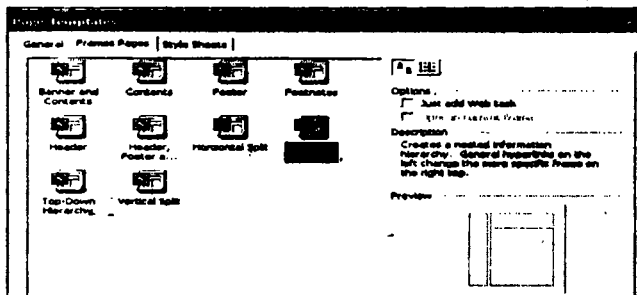 Page Templates
General Frames Pages Style Sheets
Banner and Contents
Contents
Footer
Footnotes
Header
Header, Footer a...
Horizontal Split
Top-Down Hierarchy
Vertical Split
Options
Just add Web task
Description
Creates a nested information
hierarchy. General hyperlinks on the
left change the more specific frame on
the right top.
Preview